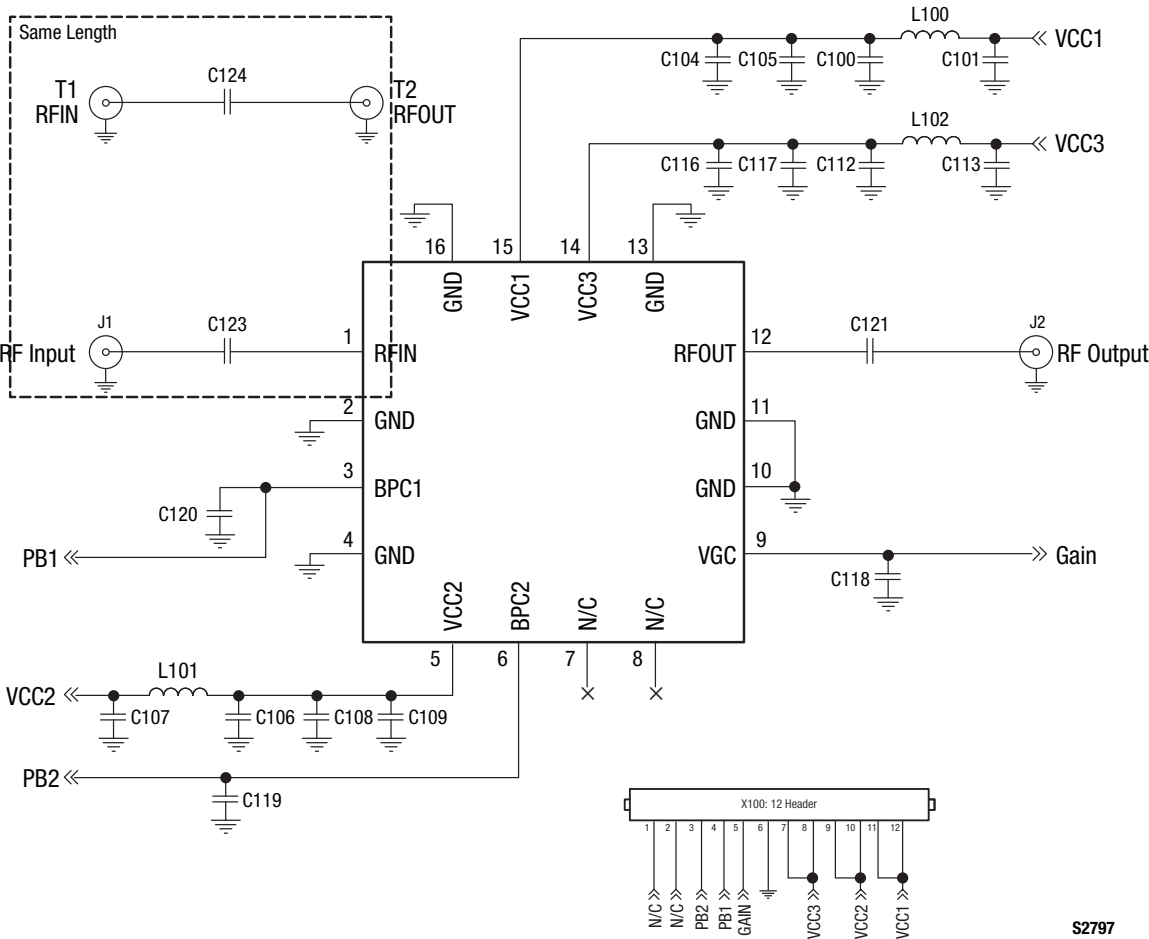 Same Length
T1
RFIN
C124
T2
RFOUT
L100
VCC1
C104
C105
C100
C101
L102
VCC3
C116
C117
C112
C113
16
15
14
13
GND
VCC1
VCC3
GND
RF Input
J1
C123
1
RFIN
RFOUT
12
C121
J2
RF Output
2
GND
GND
11
3
BPC1
GND
10
C120
PB1
4
GND
VGC
9
Gain
C118
VCC2
BPC2
N/C
N/C
5
6
7
8
VCC2
L101
C107
C106
C108
C109
PB2
C119
X100: 12 Header
1
2
3
4
5
6
7
8
9
10
11
12
N/C
N/C
PB2
PB1
GAIN
VCC3
VCC2
VCC1
S2797